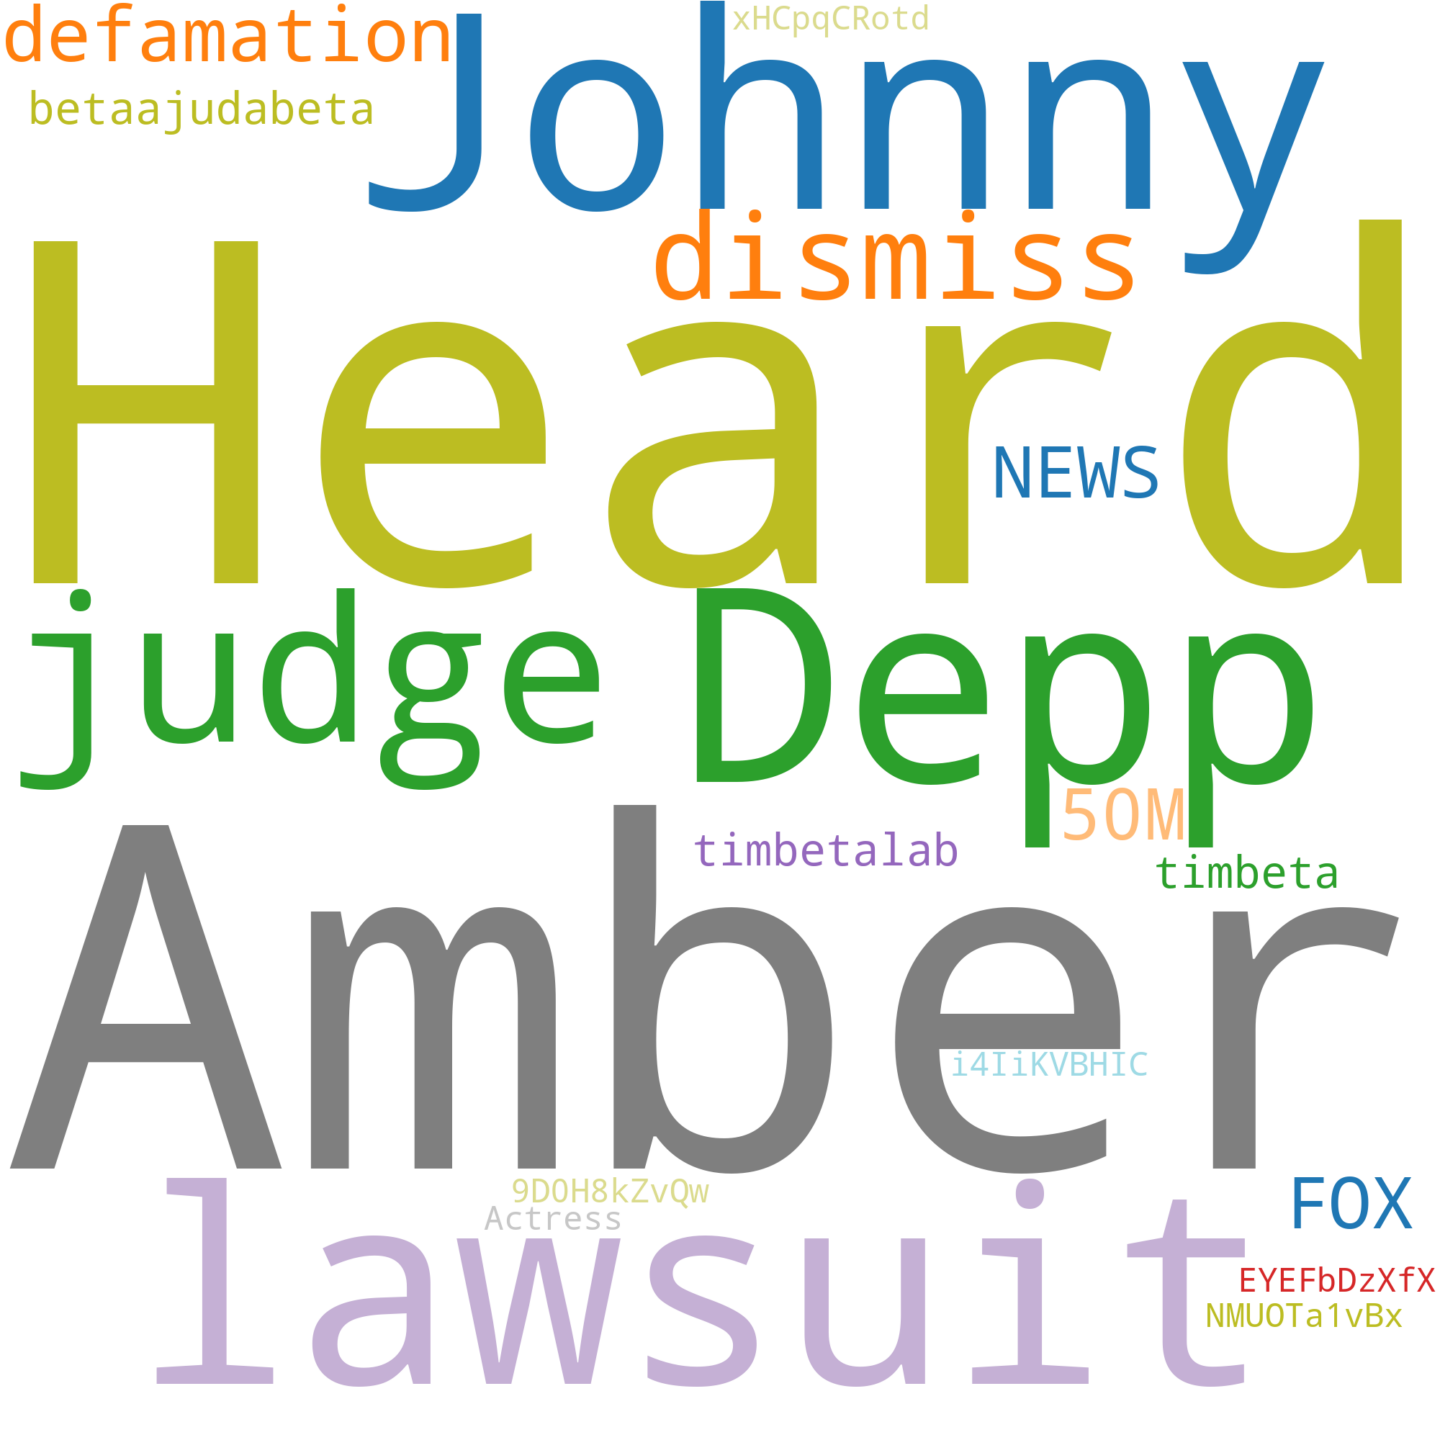 defamation
xHCpqCRotd
Johnny
betaajudabeta
dismiss
Heard
NEWS
judge
Depp
50M
timbetalab
timbeta
Amber
i4IiKVBHIC
lawsuit
9D0H8kZvQw
Actress
FOX
EYEFbDzXfX
NMUOTa1vBx